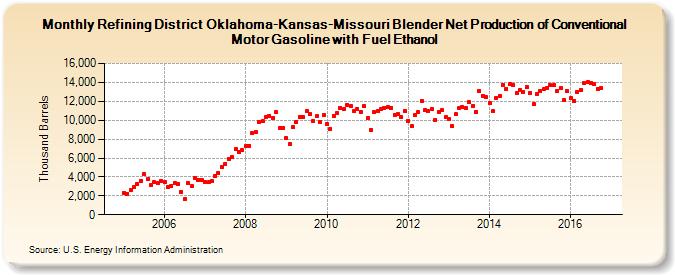 Monthly Refining District Oklahoma-Kansas-Missouri Blender Net Production of Conventional
Motor Gasoline with Fuel Ethanol
Thousand Barrels
16,000
14,000
12,000
10,000
8,000
6,000
4,000
2,000
0
2006 2008 2010 2012 2014 2016
Source: U.S. Energy Information Administration